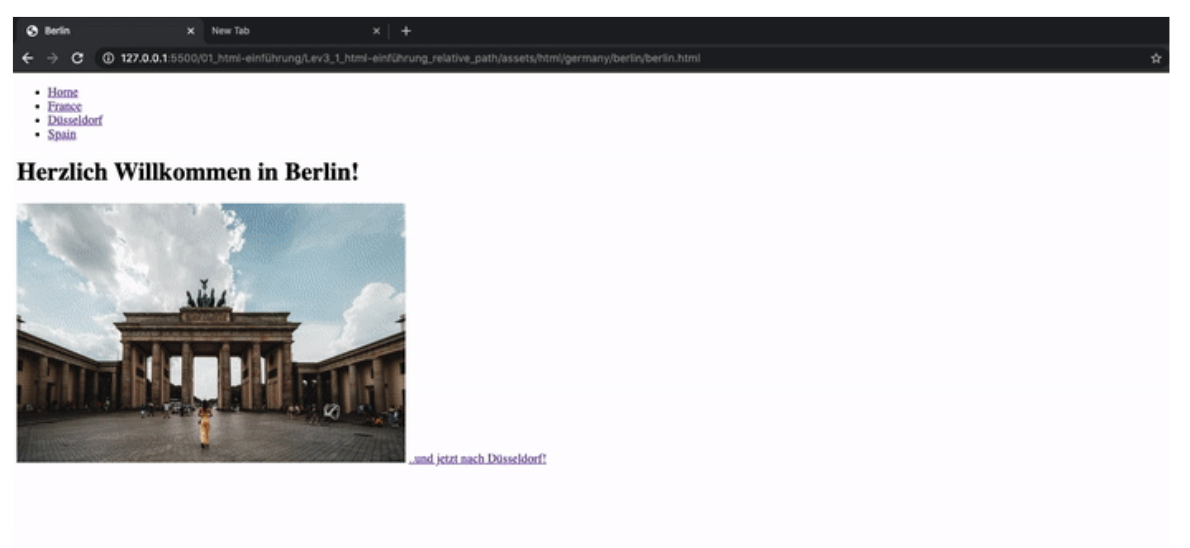 Berlin New Tab
127.0.0.1:5500/01_html-einführung/Lev3_1_html-einführung_relative_path/assets/html/germany/berlin/berlin.html
Home
France
Düsseldorf
Spain
Herzlich Willkommen in Berlin!
..und jetzt nach Düsseldorf!